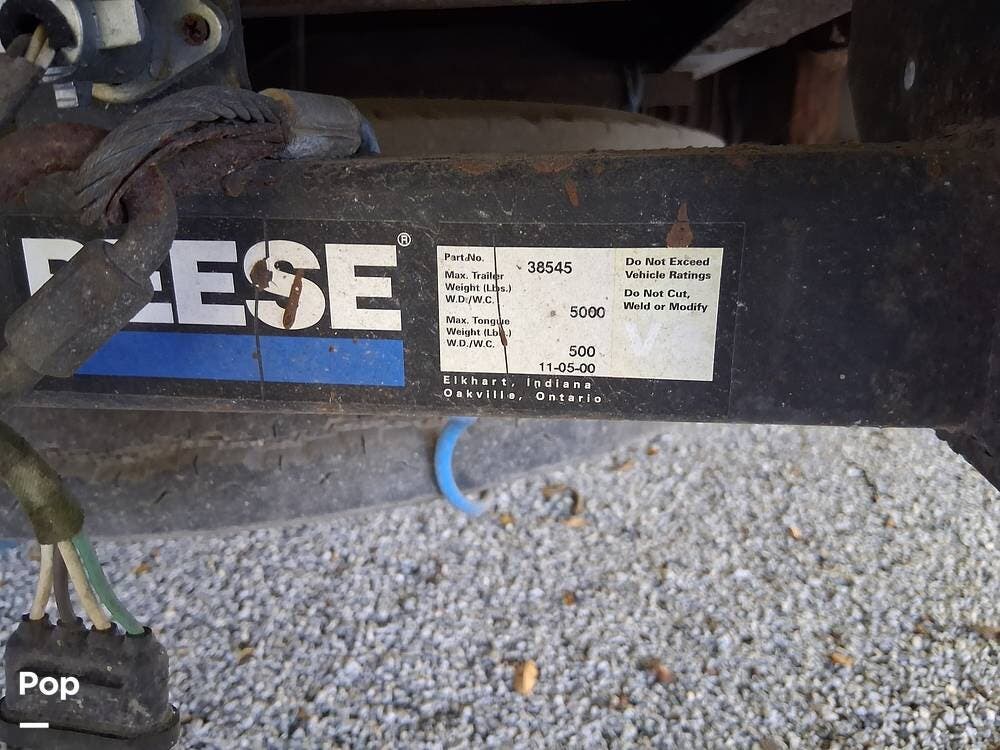 REESE®
Part No. 38545
Max. Trailer
Weight (Lbs.)
W.D./W.C. 5000
Max. Tongue
Weight (Lbs.)
W.D./W.C. 500
11-05-00
Do Not Exceed
Vehicle Ratings
Do Not Cut,
Weld or Modify
V
Elkhart, Indiana
Oakville, Ontario
Pop